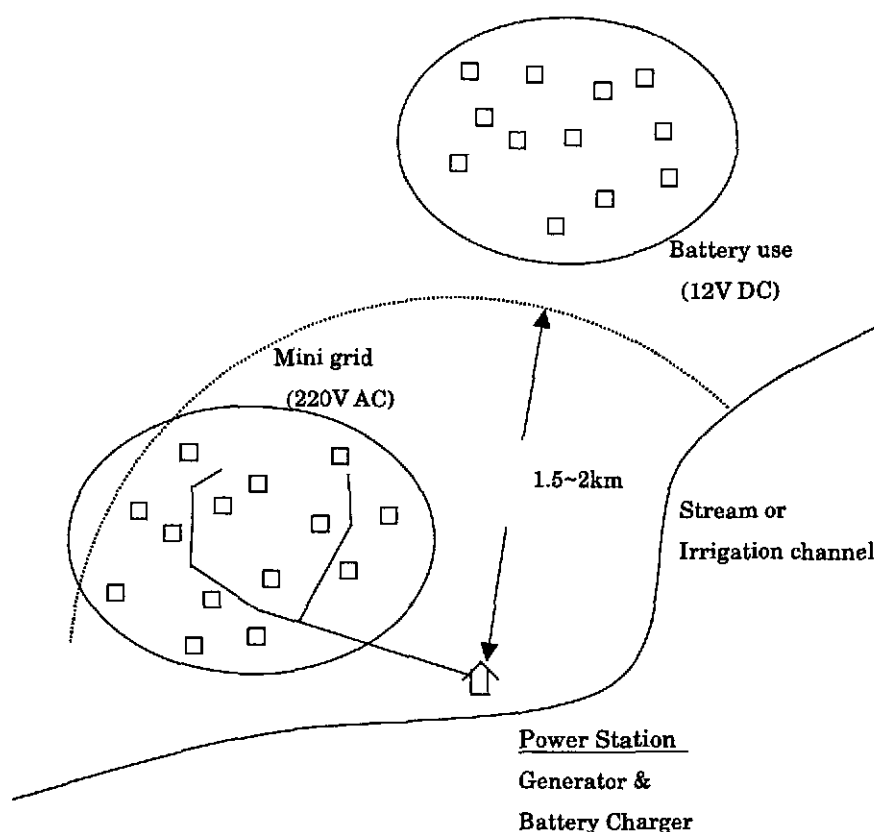 Battery use
(12V DC)
Mini grid
(220V AC)
1.5~2km
Stream or
Irrigation channel
Power Station
Generator &
Battery Charger